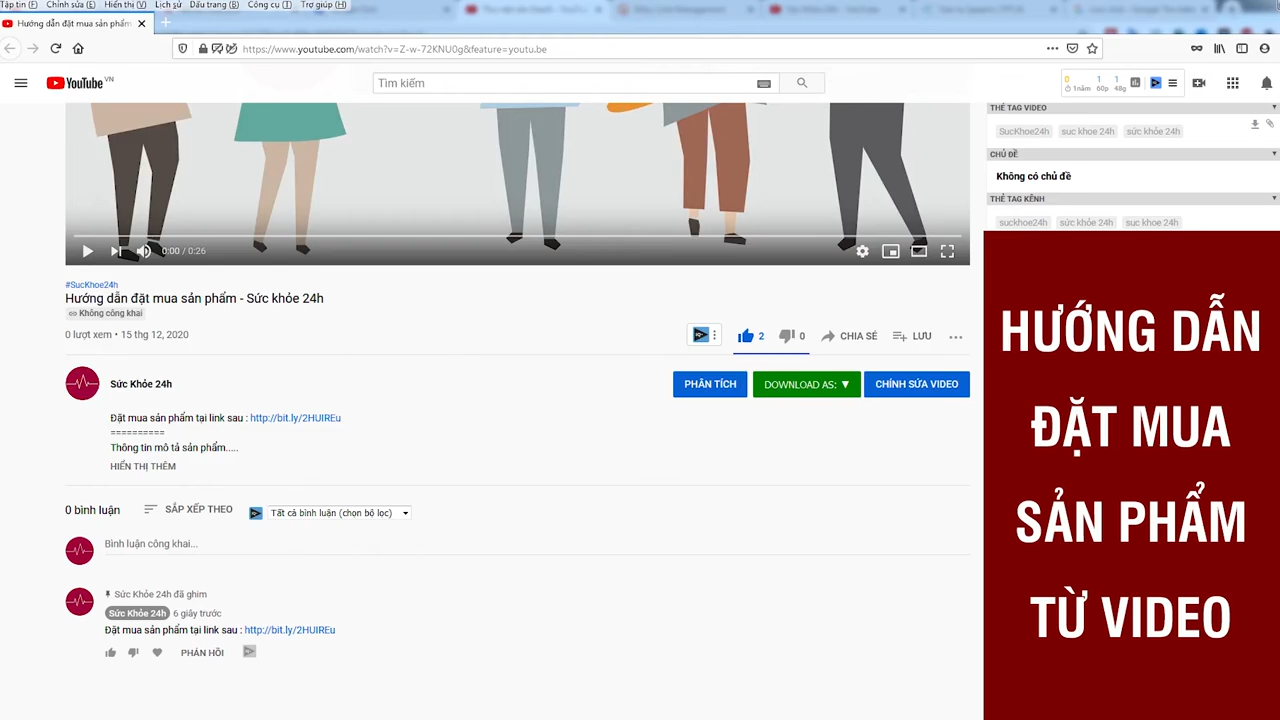 Tập tin (F) Chỉnh sửa (E) Hiển thị (V) Lịch sử Dấu trang (B) Công cụ (T) Trợ giúp (H)
Hướng dẫn đặt mua sản phẩm
https://www.youtube.com/watch?v=Z-w-72KNU0g&feature=youtu.be
YouTube VN
Tìm kiếm
0 1 1
1năm 60p 48g
THẺ TAG VIDEO
SucKhoe24h suc khoe 24h sức khỏe 24h
CHỦ ĐỀ
Không có chủ đề
THẺ TAG KÊNH
suckhoe24h sức khỏe 24h suc khoe 24h
0:00 / 0:26
#SucKhoe24h
Hướng dẫn đặt mua sản phẩm - Sức khỏe 24h
Không công khai
0 lượt xem • 15 thg 12, 2020
2 0 CHIA SẺ LƯU
Sức Khỏe 24h
PHÂN TÍCH DOWNLOAD AS: ▼ CHỈNH SỬA VIDEO
Đặt mua sản phẩm tại link sau : http://bit.ly/2HUIREu
==========
Thông tin mô tả sản phẩm.....
HIỂN THỊ THÊM
0 bình luận SẮP XẾP THEO Tất cả bình luận (chọn bộ lọc)
Bình luận công khai...
Sức Khỏe 24h đã ghim
Sức Khỏe 24h 6 giây trước
Đặt mua sản phẩm tại link sau : http://bit.ly/2HUIREu
PHẢN HỒI
HƯỚNG DẪN
ĐẶT MUA
SẢN PHẨM
TỪ VIDEO